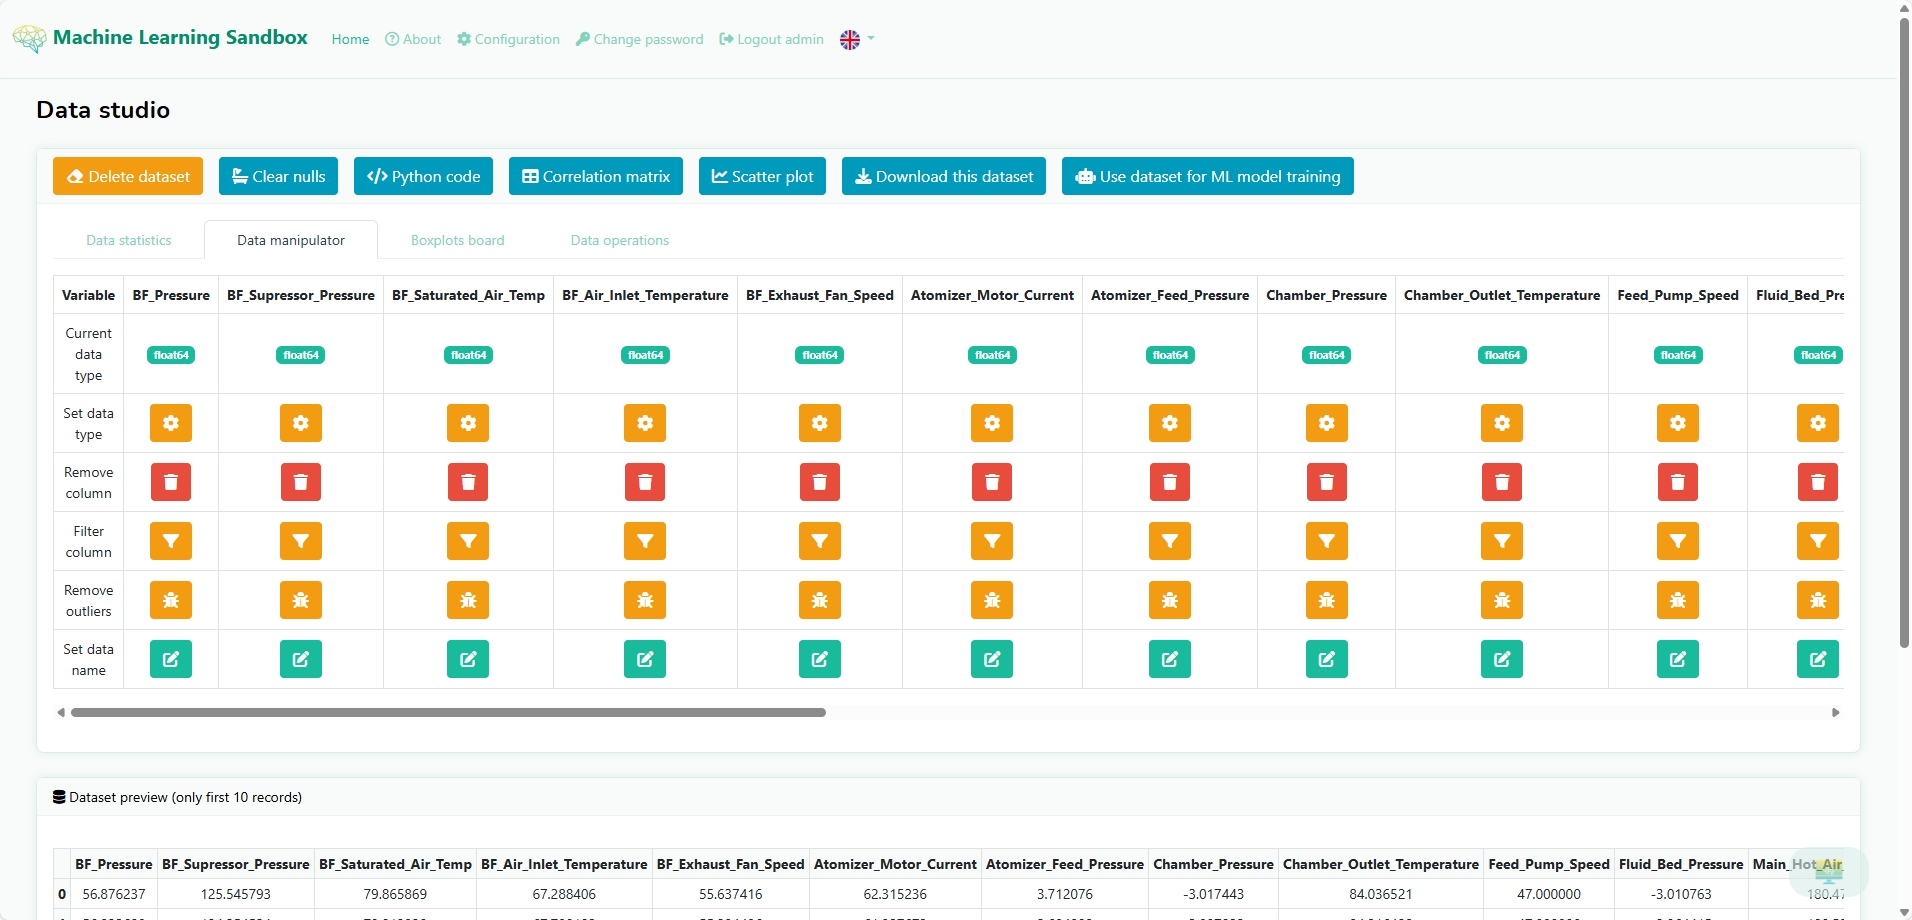 Machine Learning Sandbox Home About Configuration Change password Logout admin
Data studio
Delete dataset Clear nulls Python code Correlation matrix Scatter plot Download this dataset Use dataset for ML model training
Data statistics Data manipulator Boxplots board Data operations
Variable BF_Pressure BF_Supressor_Pressure BF_Saturated_Air_Temp BF_Air_Inlet_Temperature BF_Exhaust_Fan_Speed Atomizer_Motor_Current Atomizer_Feed_Pressure Chamber_Pressure Chamber_Outlet_Temperature Feed_Pump_Speed Fluid_Bed_Pre
Current
data
type
float64 float64 float64 float64 float64 float64 float64 float64 float64 float64 float64
Set data
type
Remove
column
Filter
column
Remove
outliers
Set data
name
Dataset preview (only first 10 records)
BF_Pressure BF_Supressor_Pressure BF_Saturated_Air_Temp BF_Air_Inlet_Temperature BF_Exhaust_Fan_Speed Atomizer_Motor_Current Atomizer_Feed_Pressure Chamber_Pressure Chamber_Outlet_Temperature Feed_Pump_Speed Fluid_Bed_Pressure Main_Hot_Air
0 56.876237 125.545793 79.865869 67.288406 55.637416 62.315236 3.712076 -3.017443 84.036521 47.000000 -3.010763 180.47